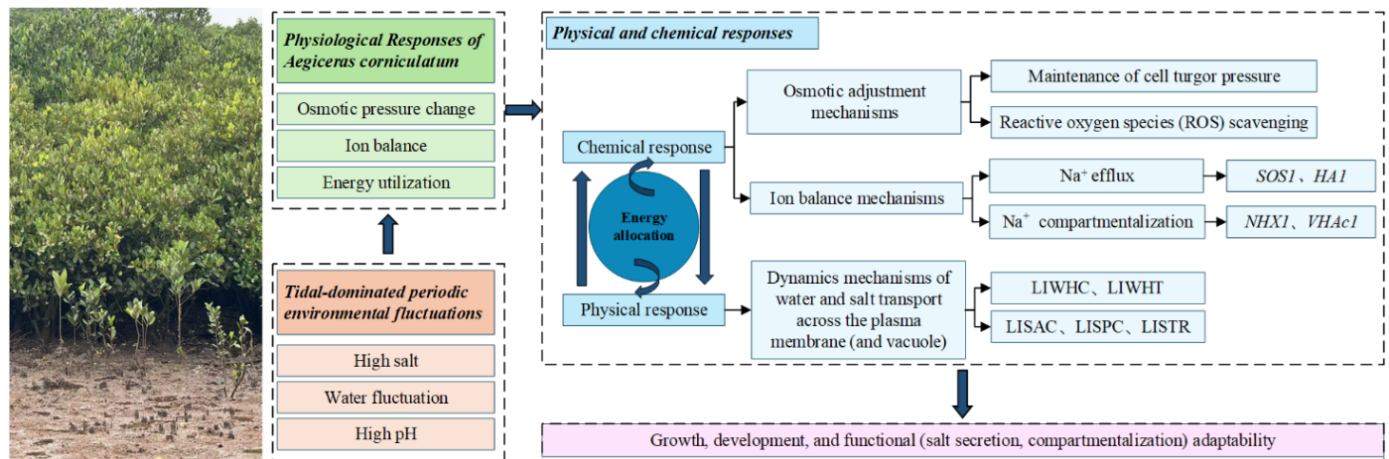 Physiological Responses of
Aegiceras corniculatum
Osmotic pressure change
Ion balance
Energy utilization
Tidal-dominated periodic
environmental fluctuations
High salt
Water fluctuation
High pH
Physical and chemical responses
Chemical response
Energy
allocation
Physical response
Osmotic adjustment
mechanisms
Maintenance of cell turgor pressure
Reactive oxygen species (ROS) scavenging
Ion balance mechanisms
Na⁺ efflux
SOS1、HA1
Na⁺ compartmentalization
NHX1、VHAc1
Dynamics mechanisms of
water and salt transport
across the plasma
membrane (and vacuole)
LIWHC、LIWHT
LISAC、LISPC、LISTR
Growth, development, and functional (salt secretion, compartmentalization) adaptability